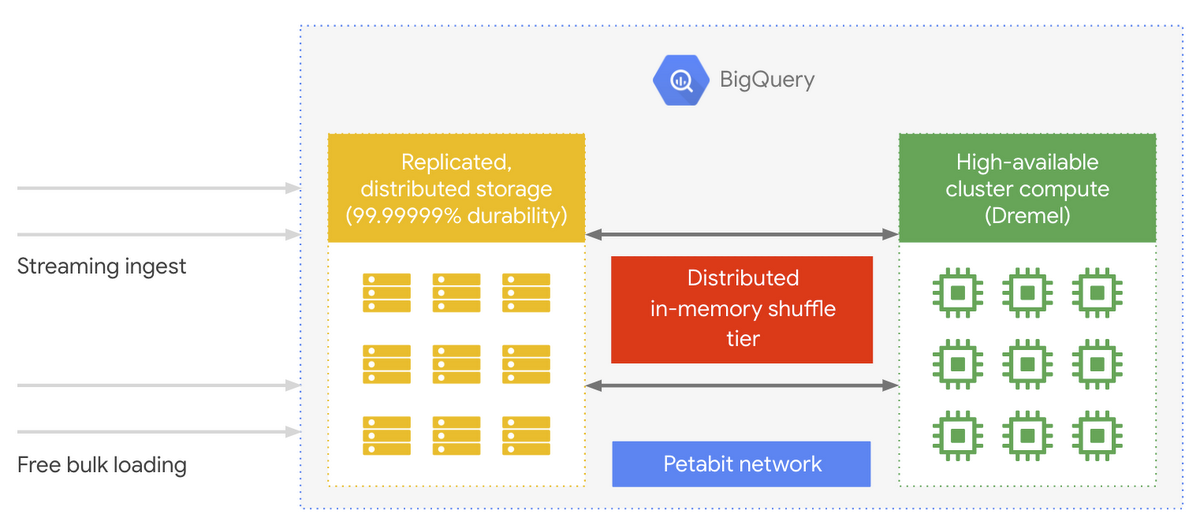 BigQuery
Replicated,
distributed storage
(99.99999% durability)
High-available
cluster compute
(Dremel)
Streaming ingest
Distributed
in-memory shuffle
tier
Petabit network
Free bulk loading